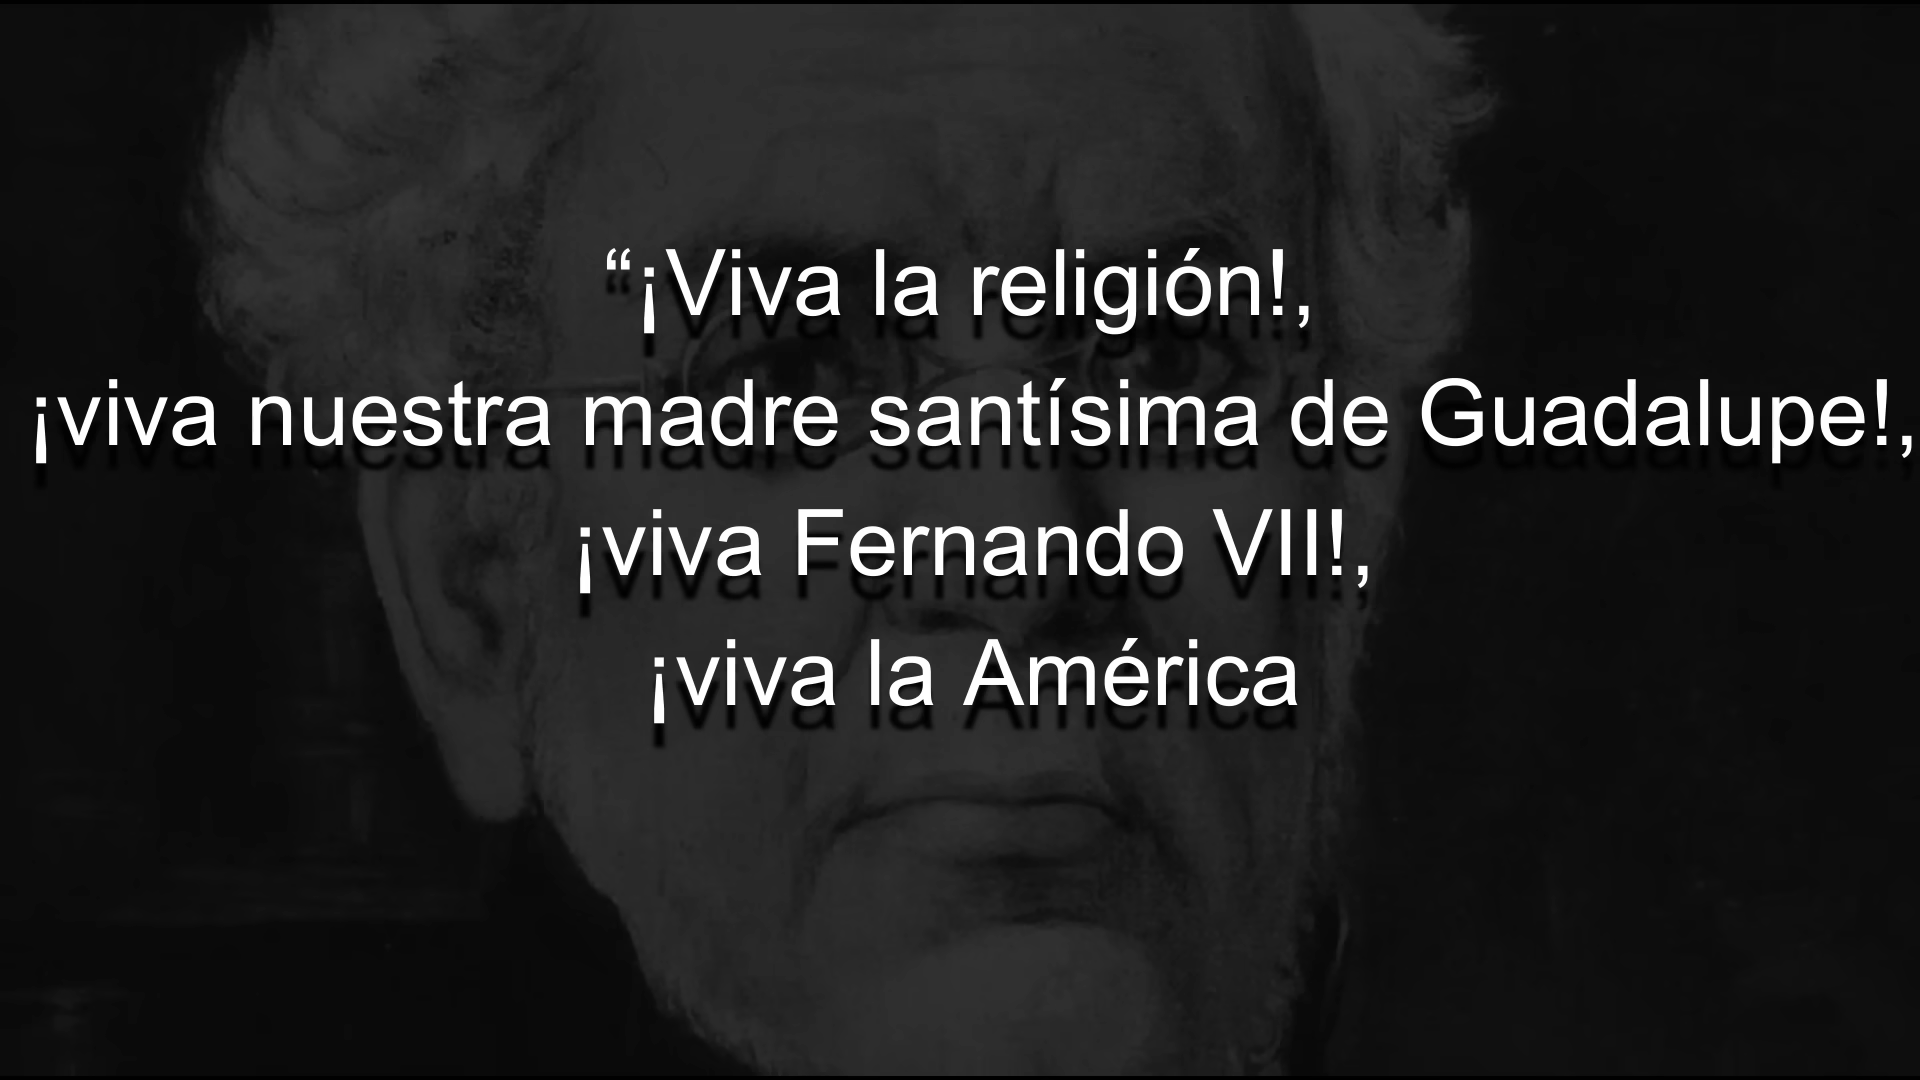 “¡Viva la religión!,
¡viva nuestra madre santísima de Guadalupe!,
¡viva Fernando VII!,
¡viva la América